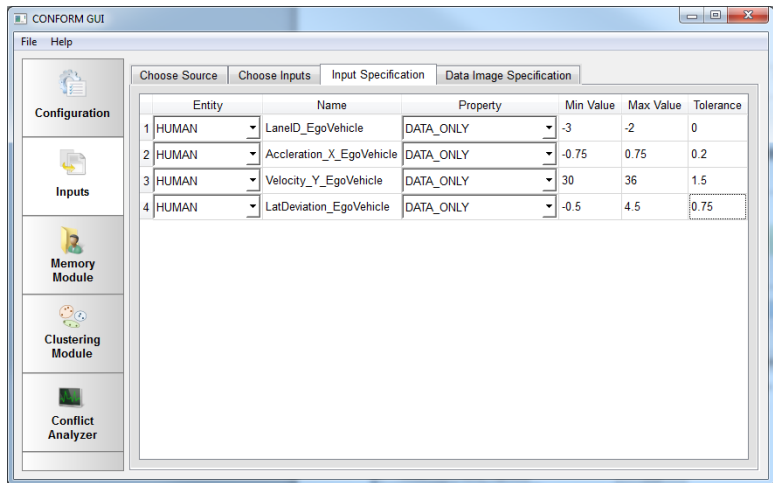 CONFORM GUI
File Help
Configuration
Inputs
Memory
Module
Clustering
Module
Conflict
Analyzer
Choose Source Choose Inputs Input Specification Data Image Specification
Entity Name Property Min Value Max Value Tolerance
1 HUMAN LaneID_EgoVehicle DATA_ONLY -3 -2 0
2 HUMAN Accleration_X_EgoVehicle DATA_ONLY -0.75 0.75 0.2
3 HUMAN Velocity_Y_EgoVehicle DATA_ONLY 30 36 1.5
4 HUMAN LatDeviation_EgoVehicle DATA_ONLY -0.5 4.5 0.75